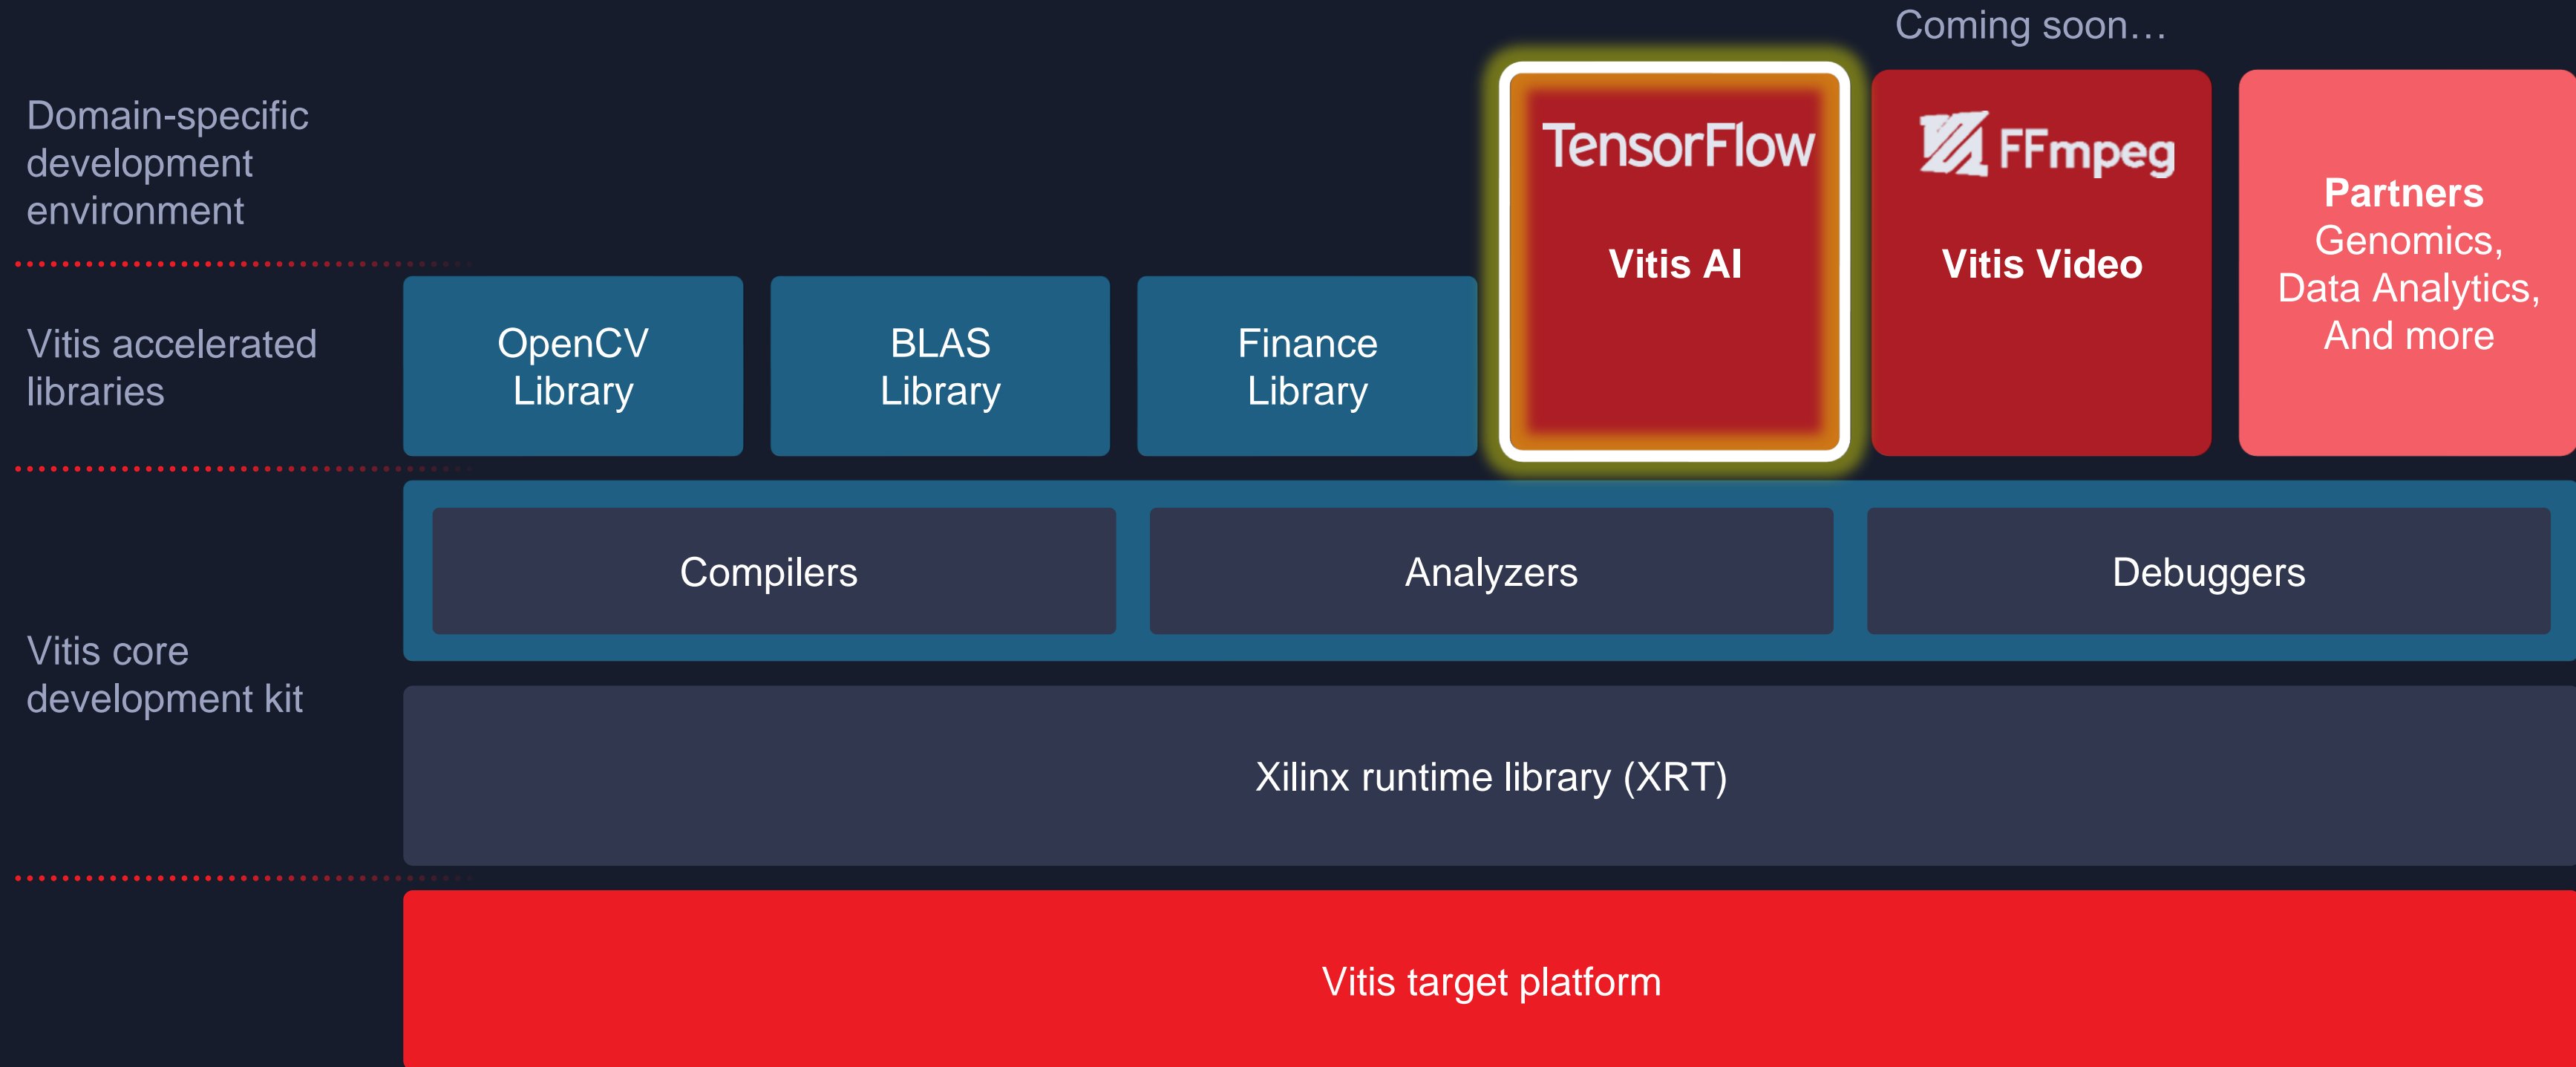 Coming soon…
Domain-specific
development
environment
TensorFlow
Vitis AI
FFmpeg
Vitis Video
Partners
Genomics,
Data Analytics,
And more
Vitis accelerated
libraries
OpenCV
Library
BLAS
Library
Finance
Library
Vitis core
development kit
Compilers
Analyzers
Debuggers
Xilinx runtime library (XRT)
Vitis target platform